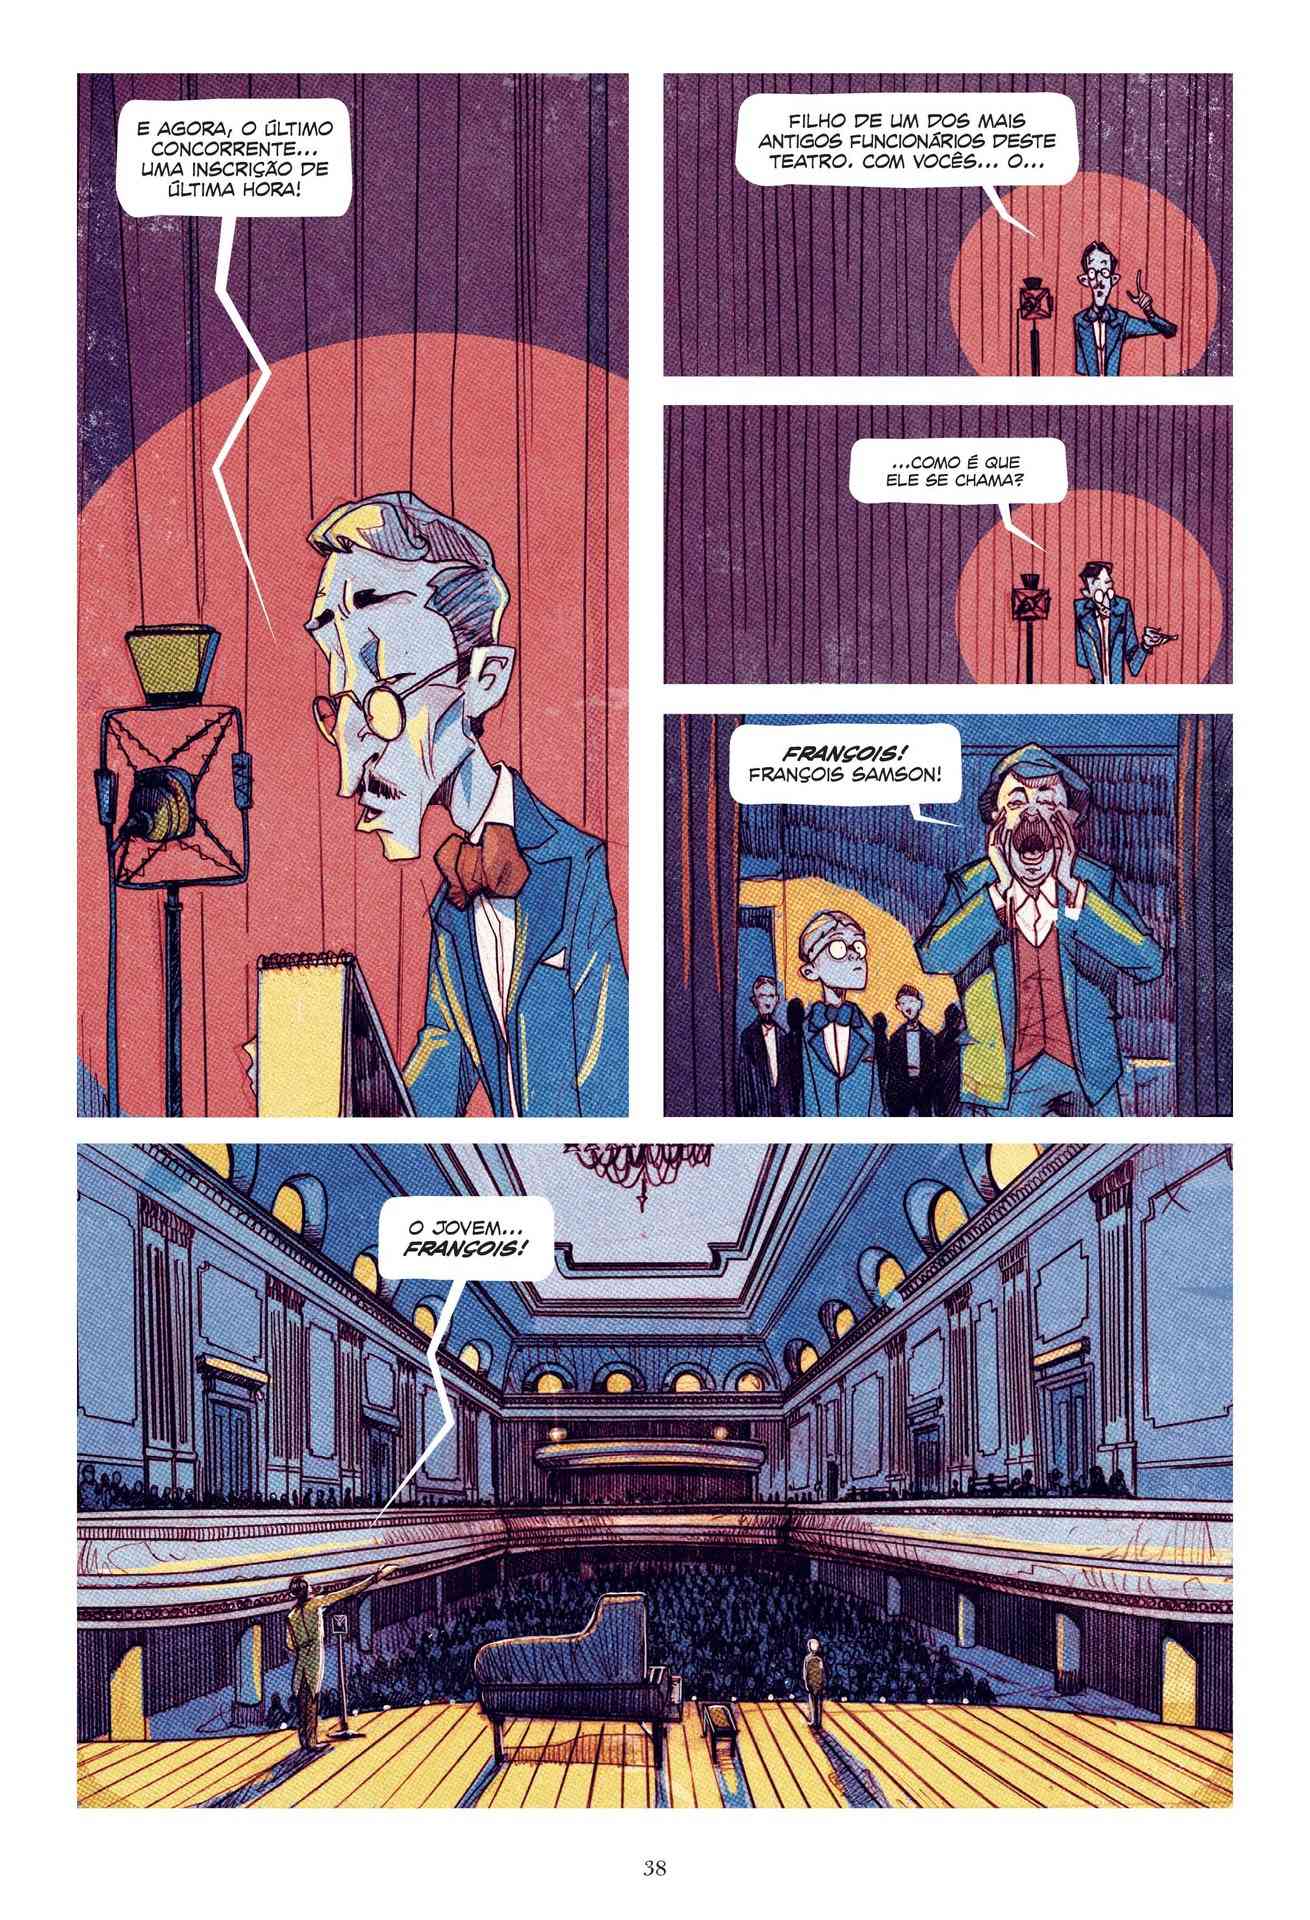 E AGORA, O ÚLTIMO
CONCORRENTE...
UMA INSCRIÇÃO DE
ÚLTIMA HORA!
FILHO DE UM DOS MAIS
ANTIGOS FUNCIONÁRIOS DESTE
TEATRO. COM VOCÊS... O...
...COMO É QUE
ELE SE CHAMA?
FRANÇOIS!
FRANÇOIS SAMSON!
O JOVEM...
FRANÇOIS!
38